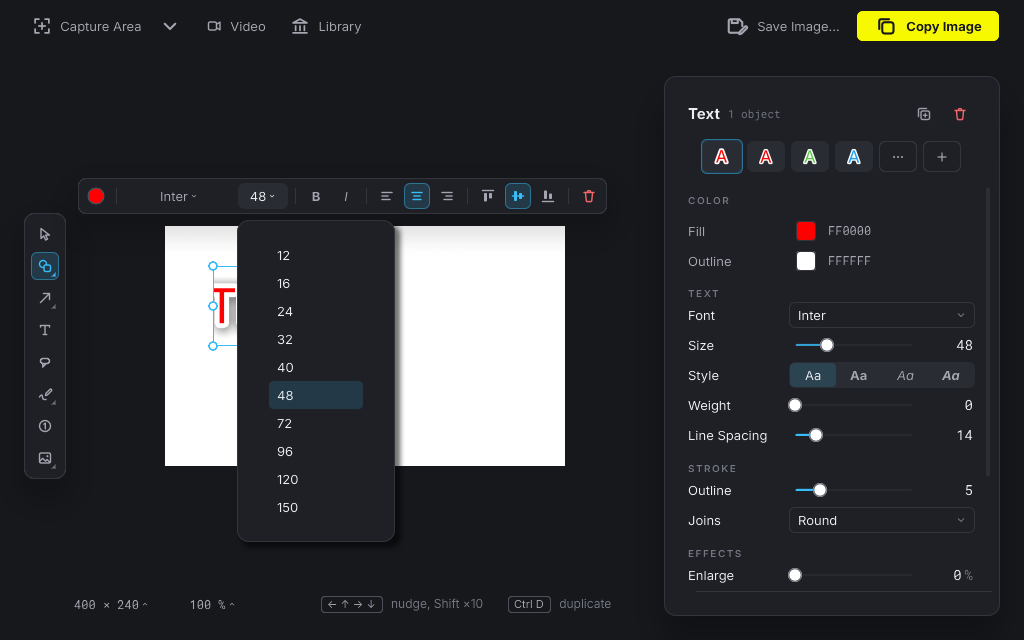 Capture Area
Video
Library
Save Image...
Copy Image
Text 1 object
A A A A ... +
COLOR
Fill FF0000
Outline FFFFFF
TEXT
Font Inter
Size 48
Style Aa Aa Aa Aa
Weight 0
Line Spacing 14
STROKE
Outline 5
Joins Round
EFFECTS
Enlarge 0 %
Inter 48 B I
T
12
16
24
32
40
48
72
96
120
150
400 × 240
100 %
← ↑ → ↓ nudge, Shift ×10
Ctrl D duplicate